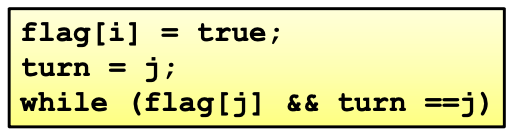 flag[i] = true;
turn = j;
while (flag[j] && turn ==j)